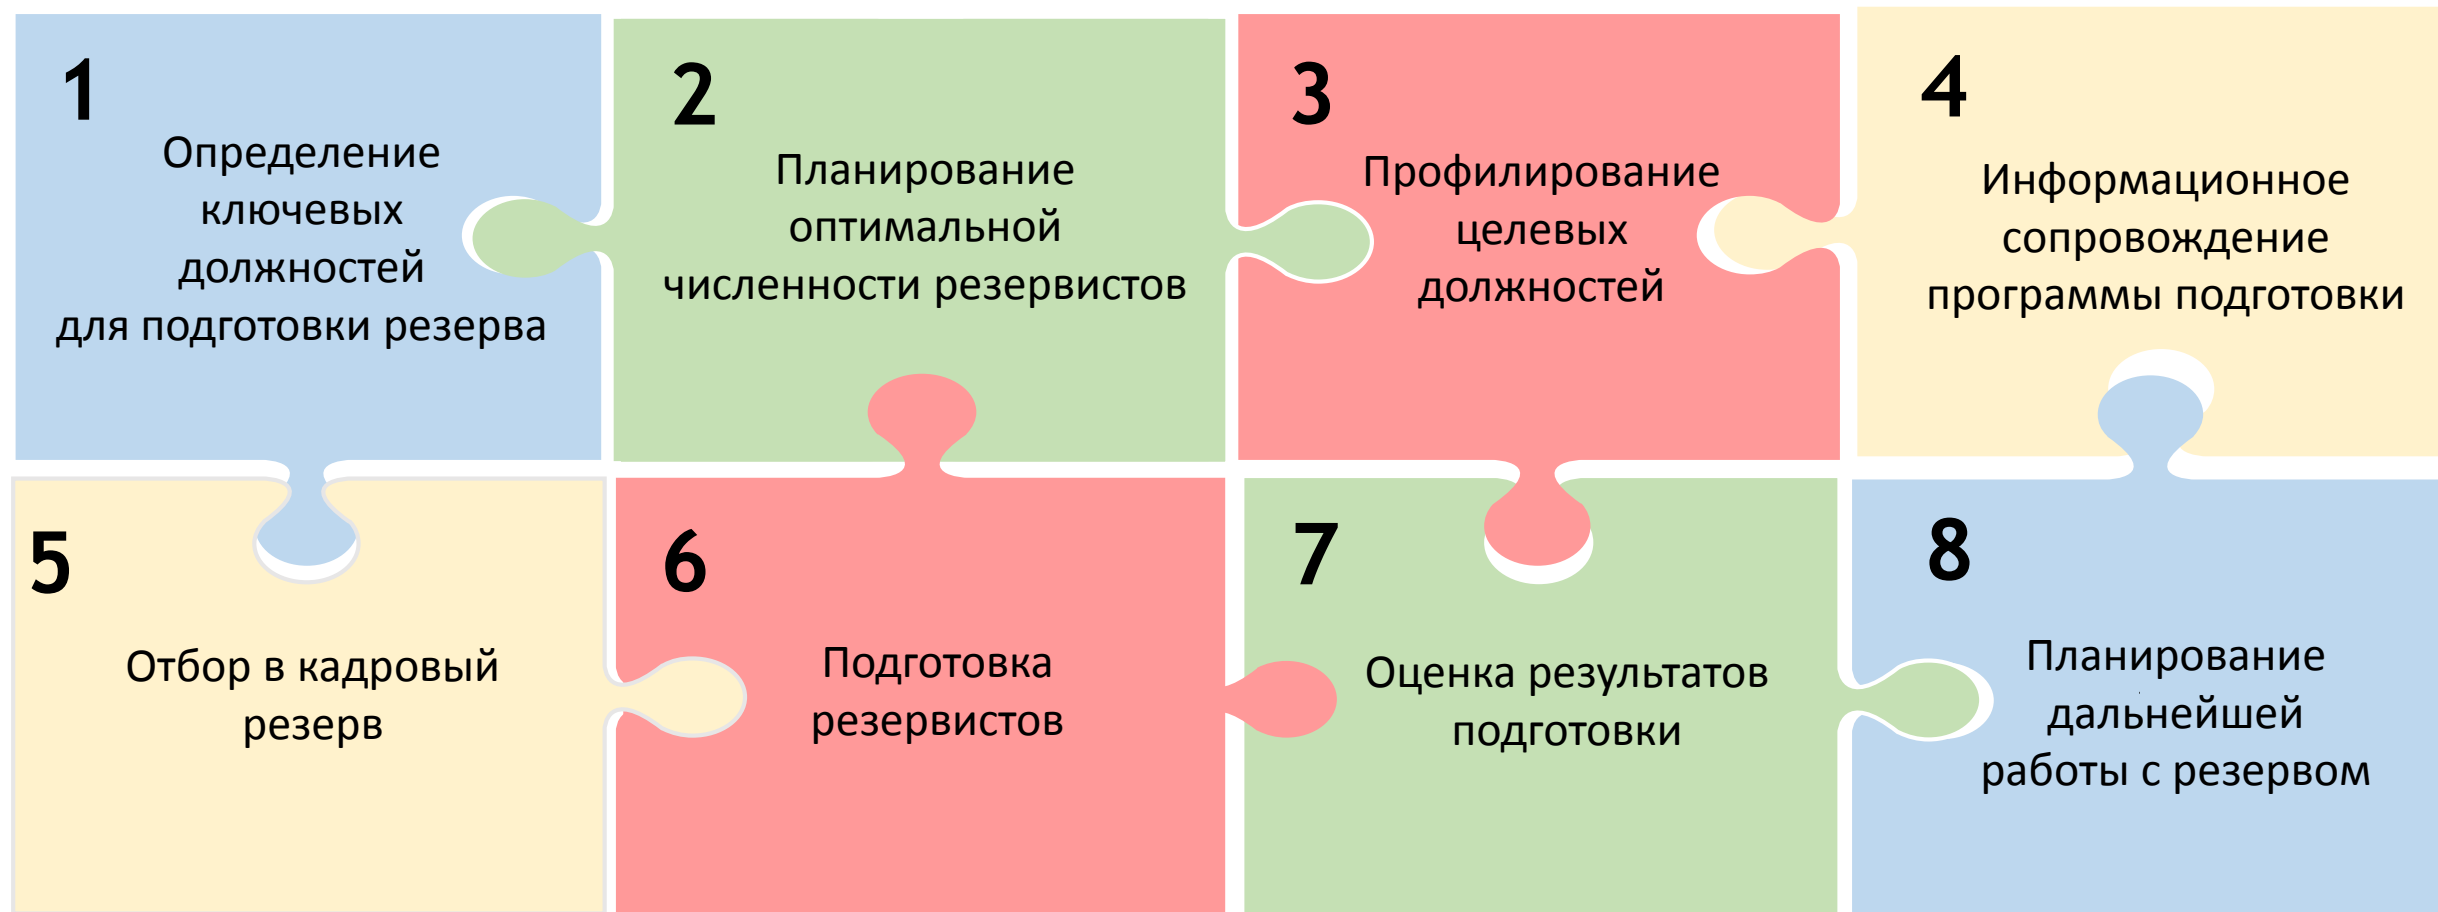 1
Определение
ключевых
должностей
для подготовки резерва
2
Планирование
оптимальной
численности резервистов
3
Профилирование
целевых
должностей
4
Информационное
сопровождение
программы подготовки
5
Отбор в кадровый
резерв
6
Подготовка
резервистов
7
Оценка результатов
подготовки
8
Планирование
дальнейшей
работы с резервом